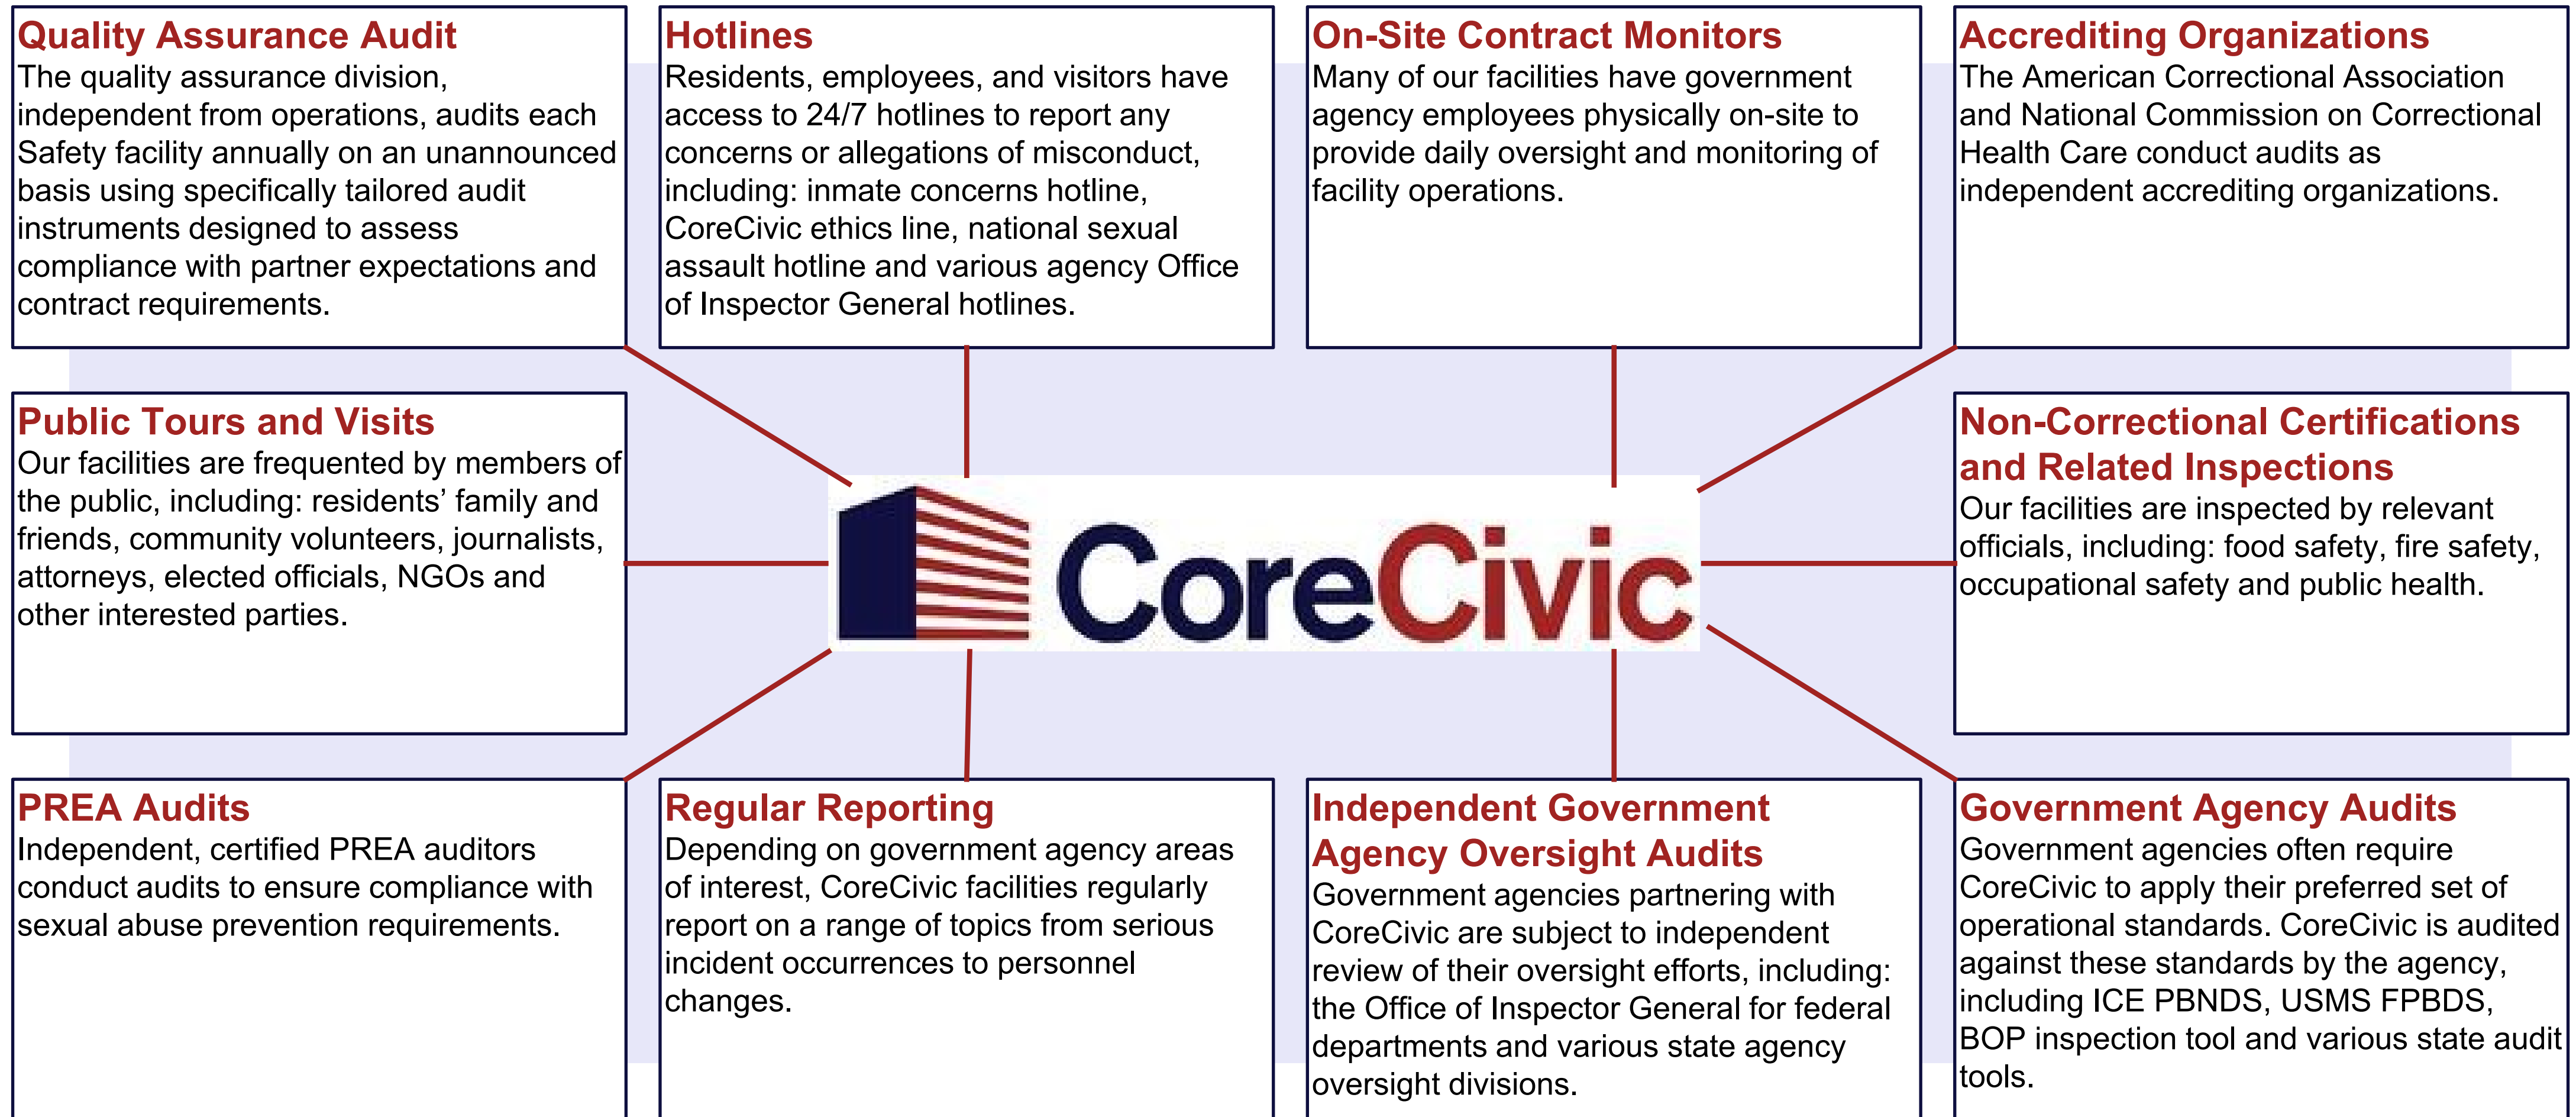 Quality Assurance Audit
The quality assurance division,
independent from operations, audits each
Safety facility annually on an unannounced
basis using specifically tailored audit
instruments designed to assess
compliance with partner expectations and
contract requirements.
Hotlines
Residents, employees, and visitors have
access to 24/7 hotlines to report any
concerns or allegations of misconduct,
including: inmate concerns hotline,
CoreCivic ethics line, national sexual
assault hotline and various agency Office
of Inspector General hotlines.
On-Site Contract Monitors
Many of our facilities have government
agency employees physically on-site to
provide daily oversight and monitoring of
facility operations.
Accrediting Organizations
The American Correctional Association
and National Commission on Correctional
Health Care conduct audits as
independent accrediting organizations.
Public Tours and Visits
Our facilities are frequented by members of
the public, including: residents’ family and
friends, community volunteers, journalists,
attorneys, elected officials, NGOs and
other interested parties.
CoreCivic
Non-Correctional Certifications
and Related Inspections
Our facilities are inspected by relevant
officials, including: food safety, fire safety,
occupational safety and public health.
PREA Audits
Independent, certified PREA auditors
conduct audits to ensure compliance with
sexual abuse prevention requirements.
Regular Reporting
Depending on government agency areas
of interest, CoreCivic facilities regularly
report on a range of topics from serious
incident occurrences to personnel
changes.
Independent Government
Agency Oversight Audits
Government agencies partnering with
CoreCivic are subject to independent
review of their oversight efforts, including:
the Office of Inspector General for federal
departments and various state agency
oversight divisions.
Government Agency Audits
Government agencies often require
CoreCivic to apply their preferred set of
operational standards. CoreCivic is audited
against these standards by the agency,
including ICE PBNDS, USMS FPBDS,
BOP inspection tool and various state audit
tools.